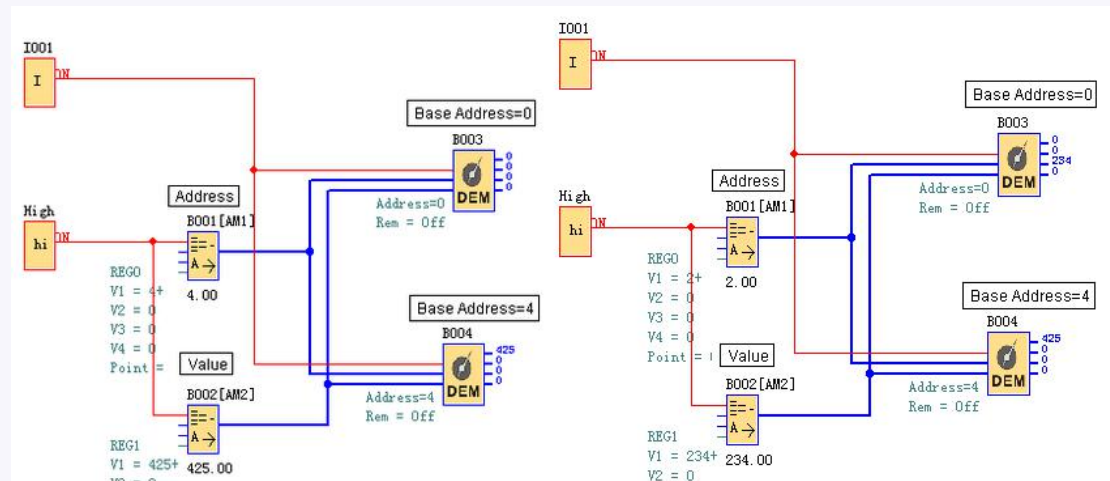 I001
I
ON
Base Address=0
B003
0
0
0
0
DEM
Address=0
Rem = Off
Address
B001[AM1]
High
hi
ON
A
4.00
REG0
V1 = 4+
V2 = 0
V3 = 0
V4 = 0
Point =
Base Address=4
B004
425
0
0
0
DEM
Address=4
Rem = Off
Value
B002[AM2]
A
425.00
REG1
V1 = 425+
V2 = 0
I001
I
ON
Base Address=0
B003
0
0
234
0
DEM
Address=0
Rem = Off
Address
B001[AM1]
High
hi
ON
A
2.00
REG0
V1 = 2+
V2 = 0
V3 = 0
V4 = 0
Point =
Base Address=4
B004
425
0
0
0
DEM
Address=4
Rem = Off
Value
B002[AM2]
A
234.00
REG1
V1 = 234+
V2 = 0